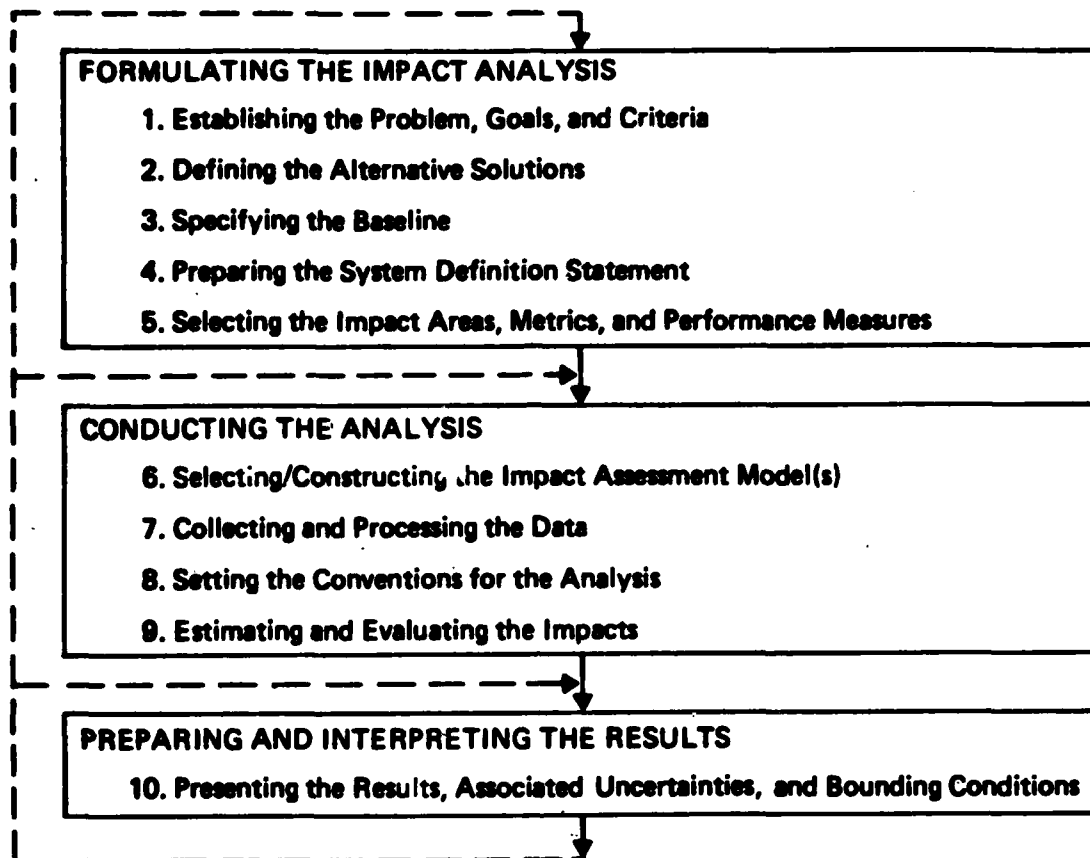 FORMULATING THE IMPACT ANALYSIS
1. Establishing the Problem, Goals, and Criteria
2. Defining the Alternative Solutions
3. Specifying the Baseline
4. Preparing the System Definition Statement
5. Selecting the Impact Areas, Metrics, and Performance Measures
CONDUCTING THE ANALYSIS
6. Selecting/Constructing the Impact Assessment Model(s)
7. Collecting and Processing the Data
8. Setting the Conventions for the Analysis
9. Estimating and Evaluating the Impacts
PREPARING AND INTERPRETING THE RESULTS
10. Presenting the Results, Associated Uncertainties, and Bounding Conditions